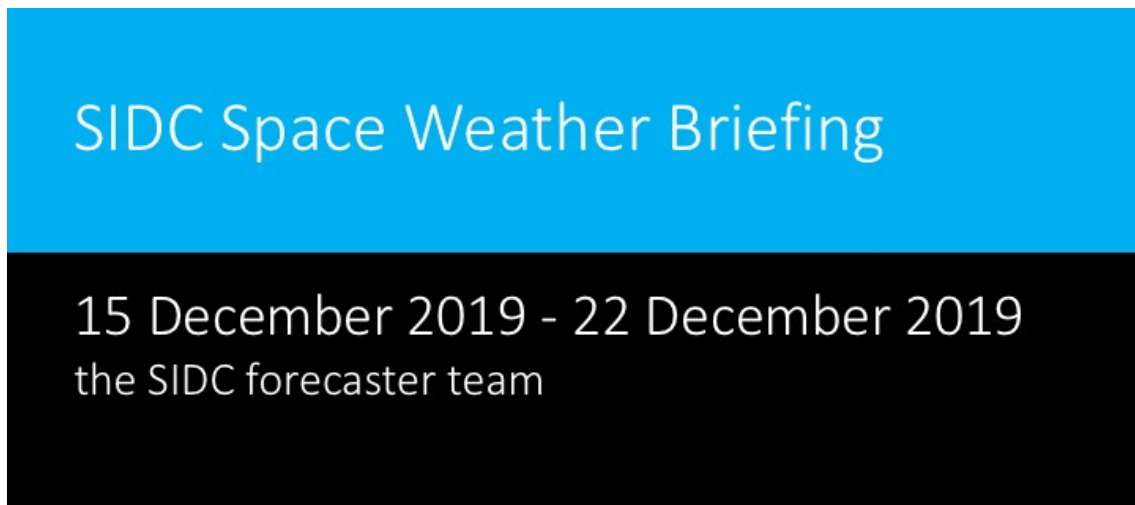 SIDC Space Weather Briefing
15 December 2019 - 22 December 2019
the SIDC forecaster team